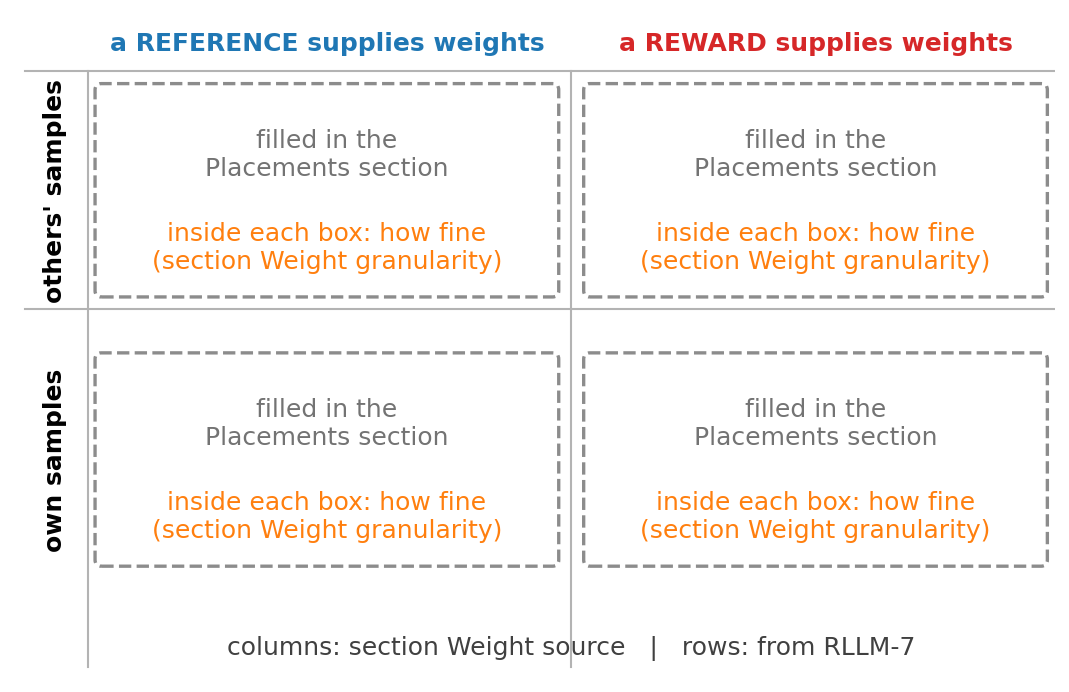 a REFERENCE supplies weights
a REWARD supplies weights
others' samples
filled in the
Placements section
inside each box: how fine
(section Weight granularity)
filled in the
Placements section
inside each box: how fine
(section Weight granularity)
own samples
filled in the
Placements section
inside each box: how fine
(section Weight granularity)
filled in the
Placements section
inside each box: how fine
(section Weight granularity)
columns: section Weight source | rows: from RLLM-7